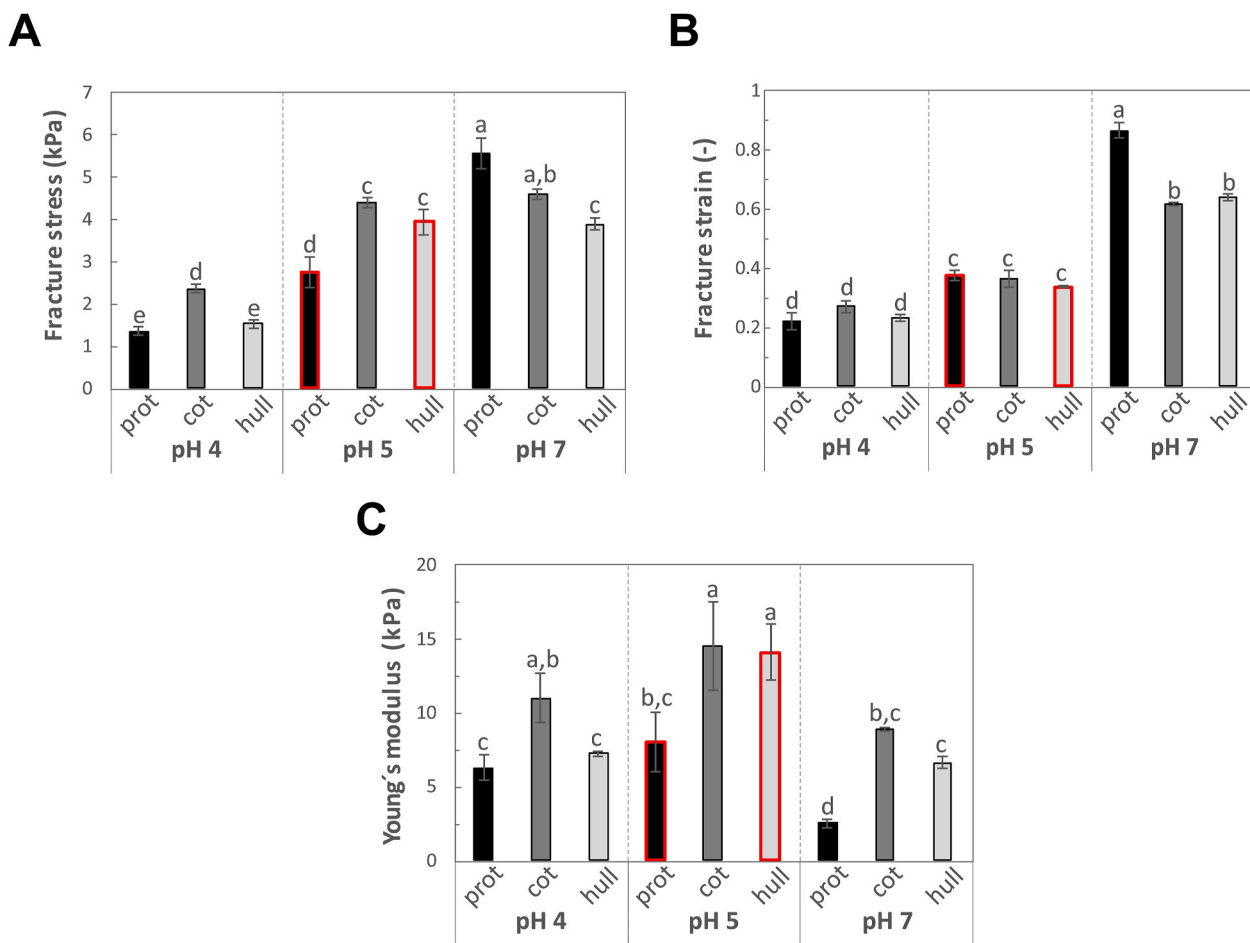 A
Fracture stress (kPa)
7
6
5
4
3
2
1
0
e
d
e
d
c
c
a
a,b
c
prot
cot
hull
prot
cot
hull
prot
cot
hull
pH 4
pH 5
pH 7
B
Fracture strain (-)
1
0.8
0.6
0.4
0.2
0
d
d
d
c
c
c
a
b
b
prot
cot
hull
prot
cot
hull
prot
cot
hull
pH 4
pH 5
pH 7
C
Young´s modulus (kPa)
20
15
10
5
0
c
a,b
c
b,c
a
a
d
b,c
c
prot
cot
hull
prot
cot
hull
prot
cot
hull
pH 4
pH 5
pH 7